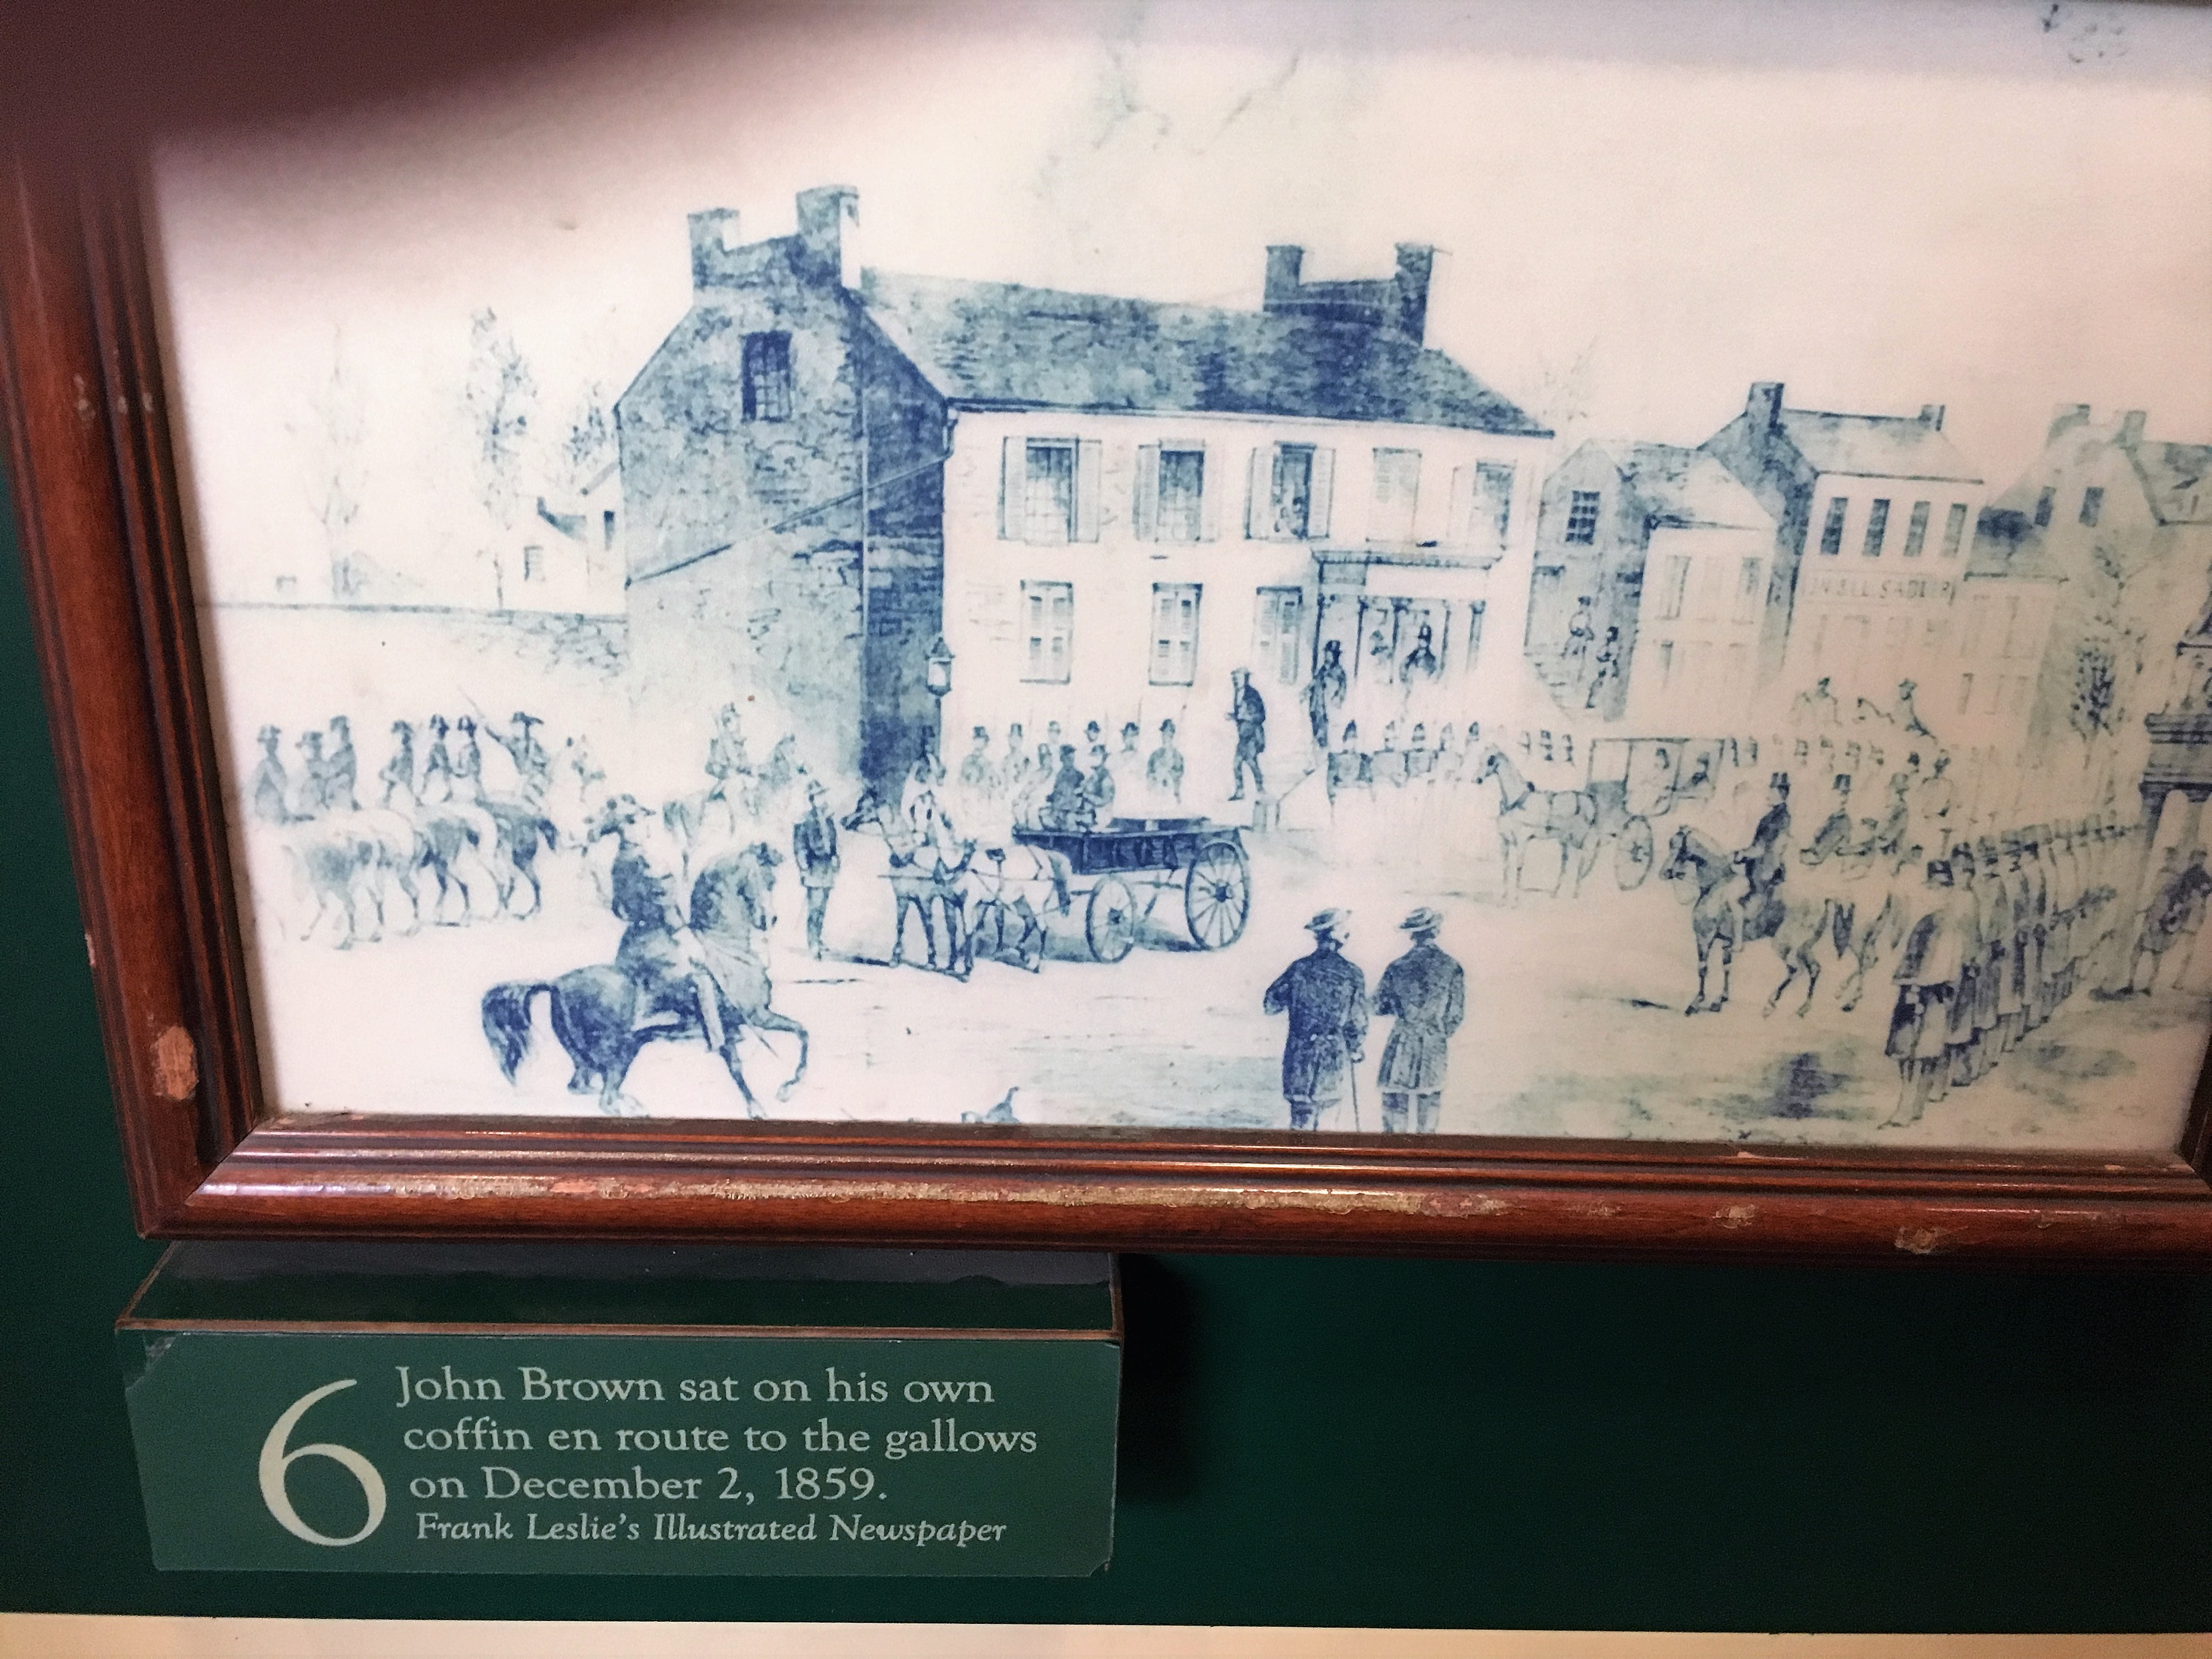 6
John Brown sat on his own
coffin en route to the gallows
on December 2, 1859.
Frank Leslie's Illustrated Newspaper